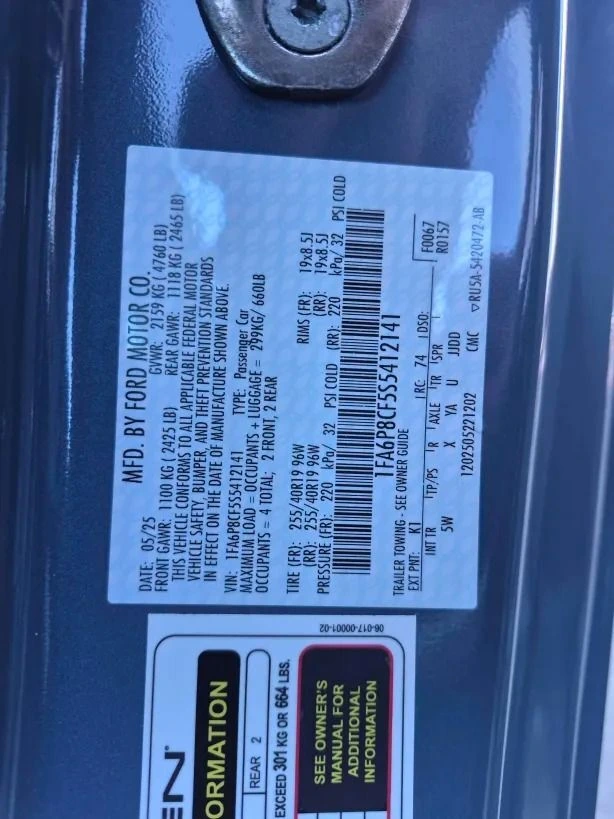 MFD. BY FORD MOTOR CO.
DATE: 05/25 GVWR: 2159 KG ( 4760 LB)
FRONT GAWR: 1100 KG ( 2425 LB) REAR GAWR: 1118 KG ( 2465 LB)
THIS VEHICLE CONFORMS TO ALL APPLICABLE FEDERAL MOTOR
VEHICLE SAFETY, BUMPER, AND THEFT PREVENTION STANDARDS
IN EFFECT ON THE DATE OF MANUFACTURE SHOWN ABOVE.
VIN: 1FA6P8CF5S5412141 TYPE: Passenger Car
MAXIMUM LOAD = OCCUPANTS + LUGGAGE = 299KG/ 660LB
OCCUPANTS = 4 TOTAL; 2 FRONT, 2 REAR
TIRE (FR): 255/40R19 96W RIMS (FR): 19x8.5J
(RR): 255/40R19 96W (RR): 19x8.5J
PRESSURE (FR): 220 kPa/ 32 PSI COLD (RR): 220 kPa/ 32 PSI COLD
1FA6P8CF5S5412141
TRAILER TOWING - SEE OWNER GUIDE F0067
EXT PNT: K1 RC: 74 DSO: R0157
INT TR TP/PS R AXLE TR SPR
5W X YA U JJDD
1202505221202 CMC ▽RU5A-5420472-AB
06-017-00001-02
EN
ORMATION
REAR 2
EXCEED 301 KG OR 664 LBS.
SEE OWNER'S
MANUAL FOR
ADDITIONAL
INFORMATION